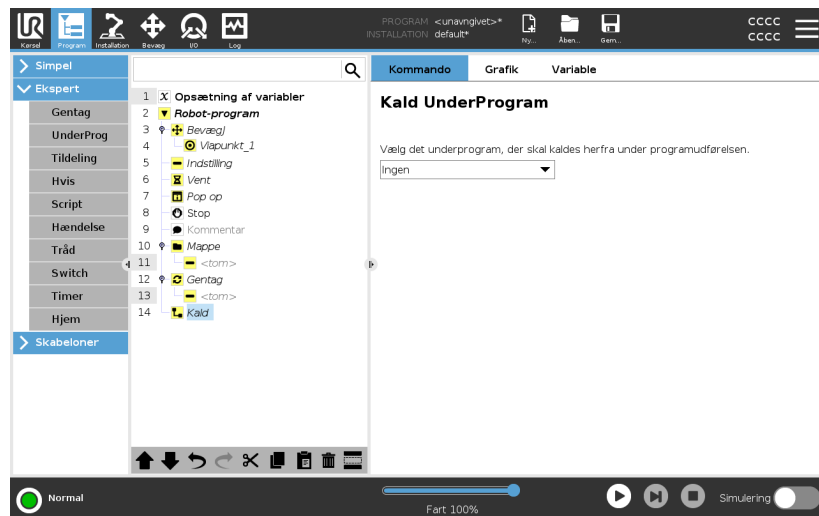 UR
PROGRAM <unavngivet>*
INSTALLATION default*
CCCC
CCCC
Kørsel Program Installation Bevæg I/O Log
Ny... Åben... Gem...
Simpel
Ekspert
Gentag
UnderProg
Tildeling
Hvis
Script
Hændelse
Tråd
Switch
Timer
Hjem
Skabeloner
1 X Opsætning af variabler
2 Robot-program
3 BevægJ
4 Viapunkt_1
5 Indstilling
6 Vent
7 Pop op
8 Stop
9 Kommentar
10 Mappe
11 <tom>
12 Gentag
13 <tom>
14 Kald
Kommando Grafik Variable
Kald UnderProgram
Vælg det underprogram, der skal kaldes herfra under programudførelsen.
Ingen
Normal
Fart 100%
Simulering